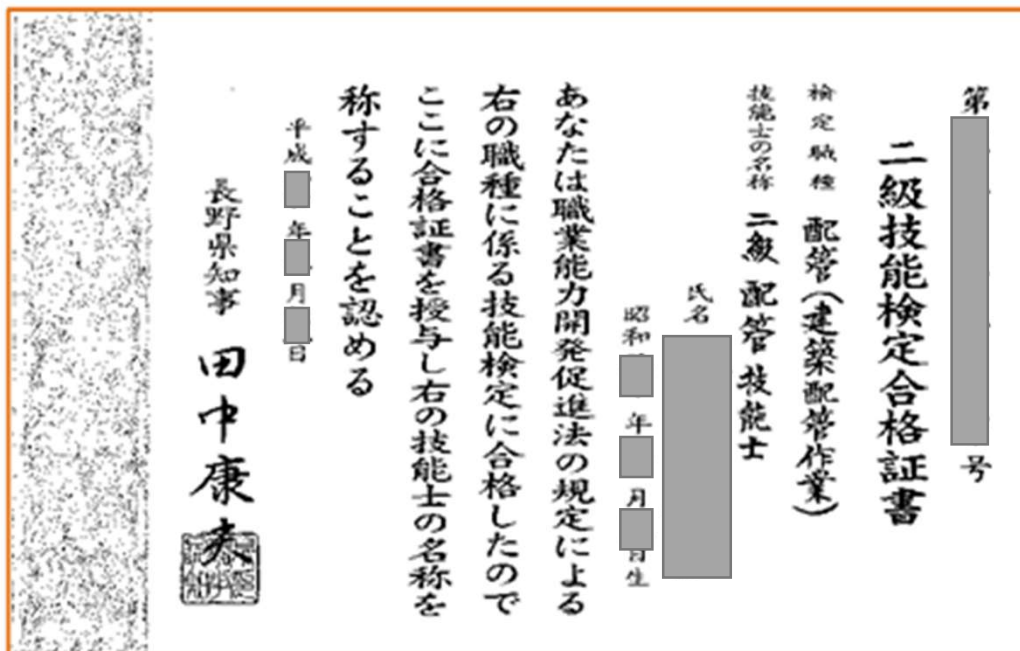 第 号
二級技能検定合格証書
検定職種 配管(建築配管作業)
技能士の名称 二級 配管技能士
氏名
昭和 年 月 日生
あなたは職業能力開発促進法の規定による
右の職種に係る技能検定に合格したので
ここに合格証書を授与し右の技能士の名称を
称することを認める
平成 年 月 日
長野県知事 田中康夫